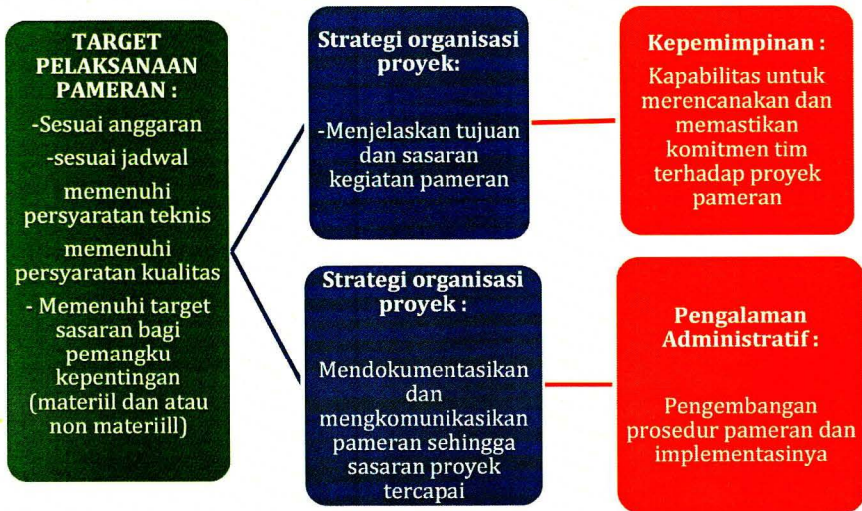 TARGET
PELAKSANAAN
PAMERAN :
-Sesuai anggaran
-sesuai jadwal
memenuhi
persyaratan teknis
memenuhi
persyaratan kualitas
- Memenuhi target
sasaran bagi
pemangku
kepentingan
(materiil dan atau
non materiill)
Strategi organisasi
proyek:
-Menjelaskan tujuan
dan sasaran
kegiatan pameran
Kepemimpinan :
Kapabilitas untuk
merencanakan dan
memastikan
komitmen tim
terhadap proyek
pameran
Strategi organisasi
proyek :
Mendokumentasikan
dan
mengkomunikasikan
pameran sehingga
sasaran proyek
tercapai
Pengalaman
Administratif :
Pengembangan
prosedur pameran dan
implementasinya